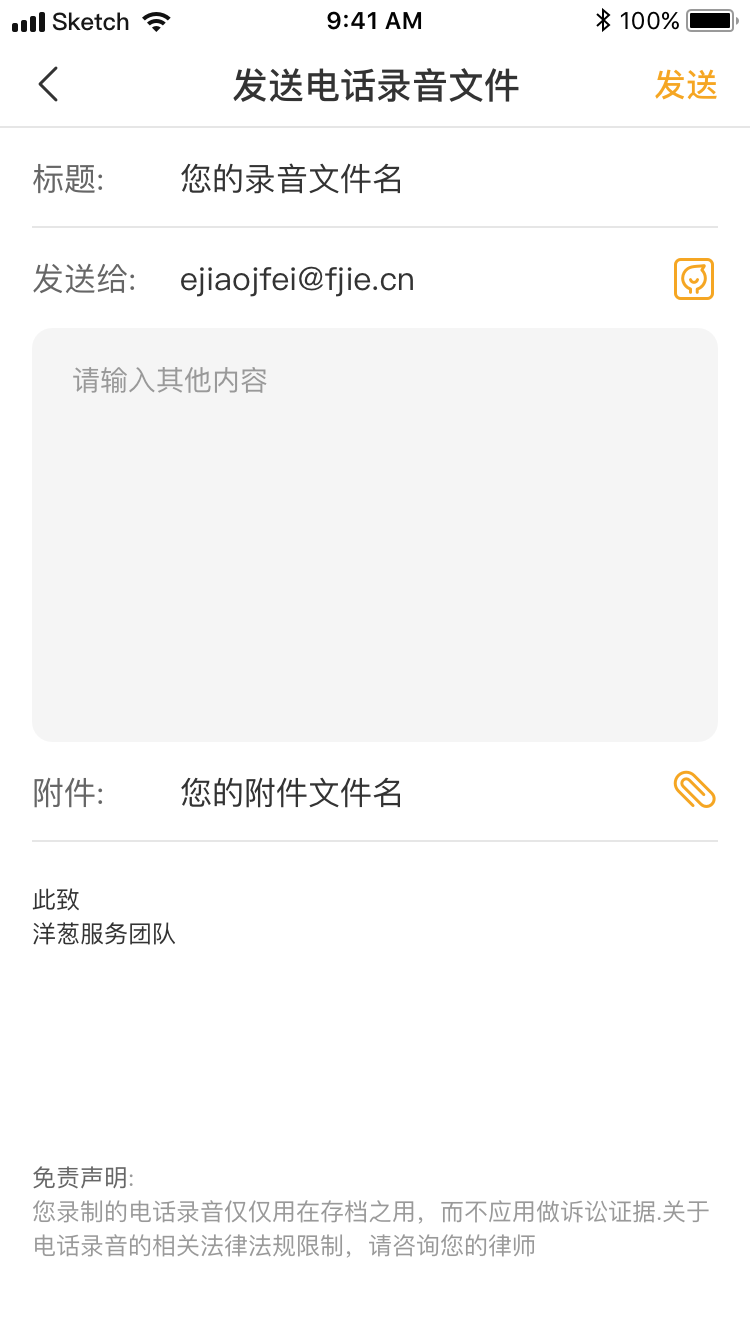 Sketch 9:41 AM 100%
发送电话录音文件 发送
标题: 您的录音文件名
发送给: ejiaojfei@fjie.cn
请输入其他内容
附件: 您的附件文件名
此致
洋葱服务团队
免责声明:
您录制的电话录音仅仅用在存档之用，而不应用做诉讼证据.关于
电话录音的相关法律法规限制，请咨询您的律师